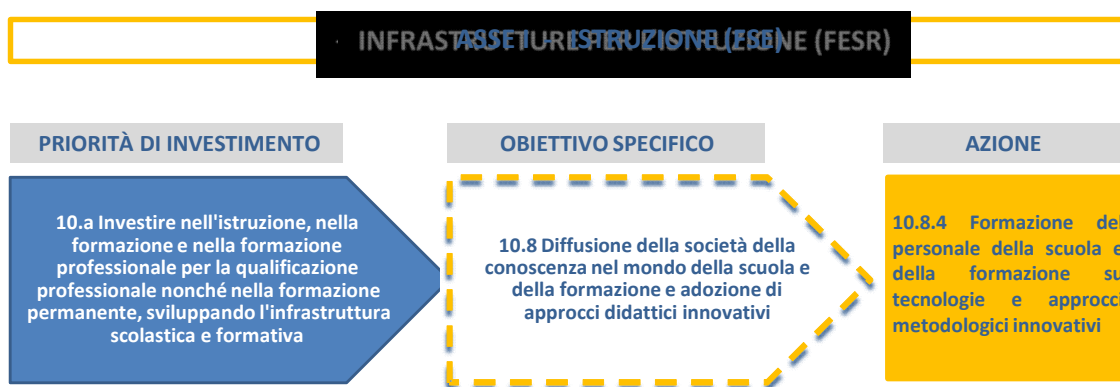 INFRASTRUTTURE (FESR)
PRIORITÀ DI INVESTIMENTO
10.a Investire nell'istruzione, nella
formazione e nella formazione
professionale per la qualificazione
professionale nonché nella formazione
permanente, sviluppando l'infrastruttura
scolastica e formativa
OBIETTIVO SPECIFICO
10.8 Diffusione della società della
conoscenza nel mondo della scuola e
della formazione e adozione di
approcci didattici innovativi
AZIONE
10.8.4 Formazione del
personale della scuola e
della formazione su
tecnologie e approcci
metodologici innovativi